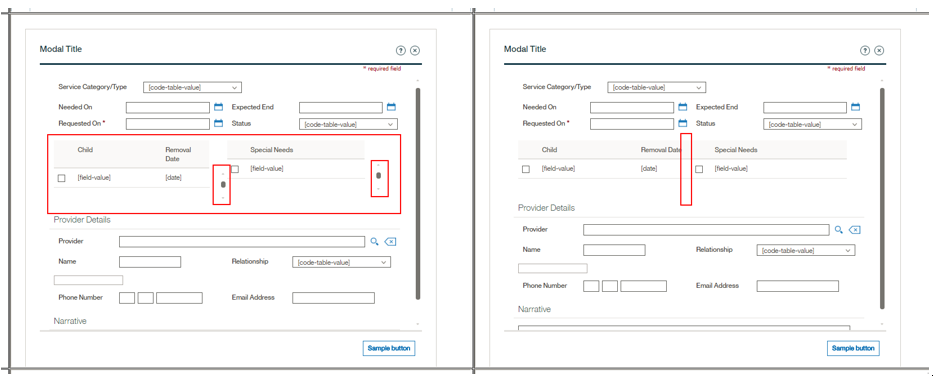 Modal Title
? ×
* required field
Service Category/Type [code-table-value]
Needed On Expected End
Requested On * Status [code-table-value]
Child Removal Date Special Needs
[field-value] [date] [field-value]
Provider Details
Provider
Name Relationship [code-table-value]
Phone Number Email Address
Narrative
Sample button
Modal Title
? ×
* required field
Service Category/Type [code-table-value]
Needed On Expected End
Requested On * Status [code-table-value]
Child Removal Date Special Needs
[field-value] [date] [field-value]
Provider Details
Provider
Name Relationship [code-table-value]
Phone Number Email Address
Narrative
Sample button